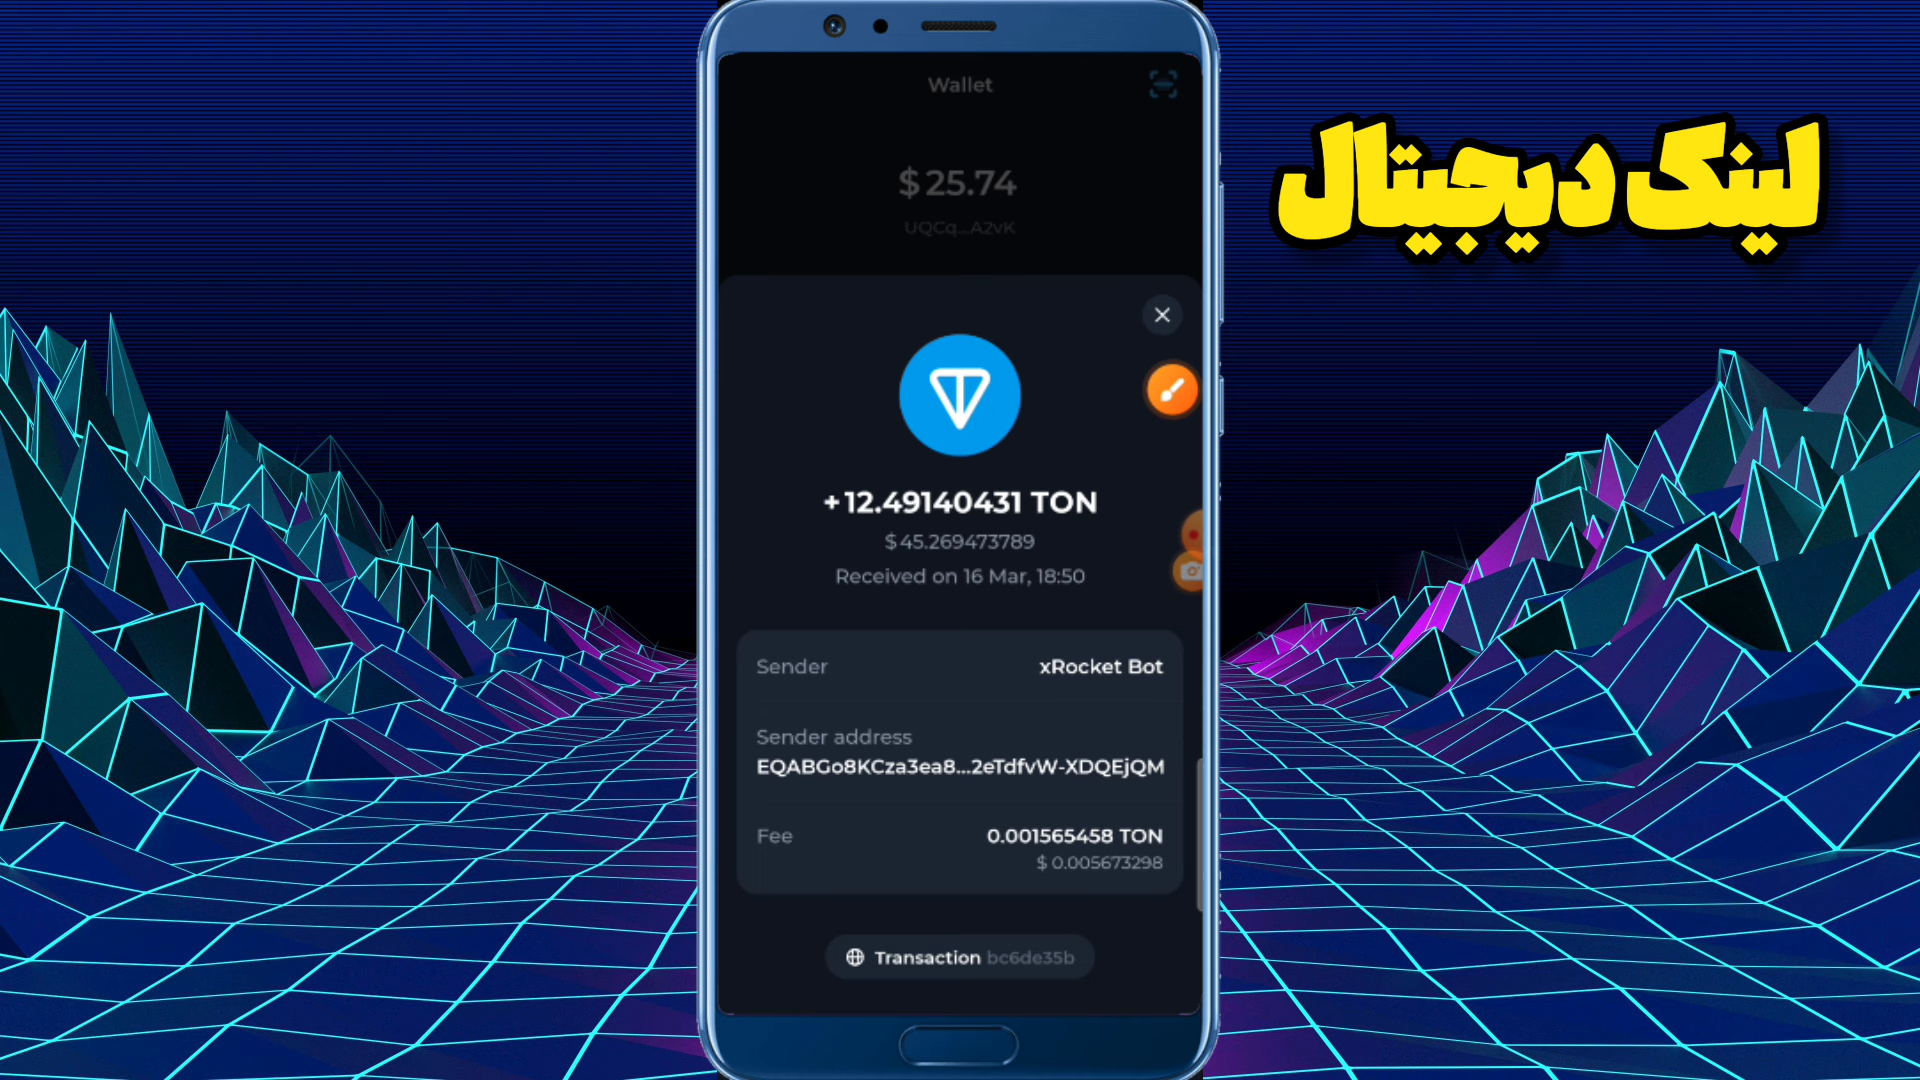 Wallet
$ 25.74
UQCq...A2vK
لینک دیجیتال
+12.49140431 TON
$ 45.269473789
Received on 16 Mar, 18:50
Sender xRocket Bot
Sender address
EQABGo8KCza3ea8...2eTdfvW-XDQEjQM
Fee 0.001565458 TON
$ 0.005673298
Transaction bc6de35b